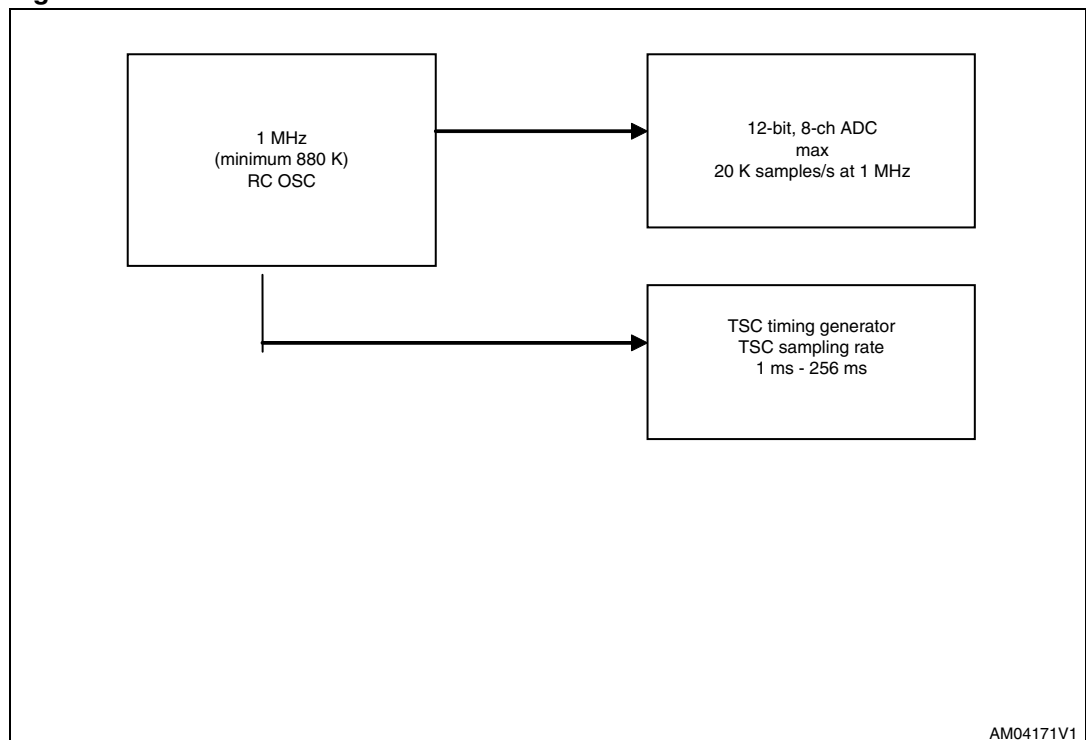 1 MHz
(minimum 880 K)
RC OSC
12-bit, 8-ch ADC
max
20 K samples/s at 1 MHz
TSC timing generator
TSC sampling rate
1 ms - 256 ms
AM04171V1